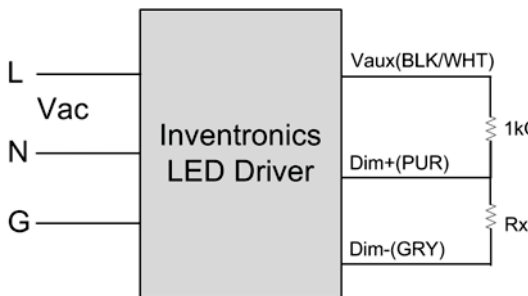 L
Vac
N
G
Inventronics
LED Driver
Vaux(BLK/WHT)
Dim+(PUR)
Dim-(GRY)
Rx